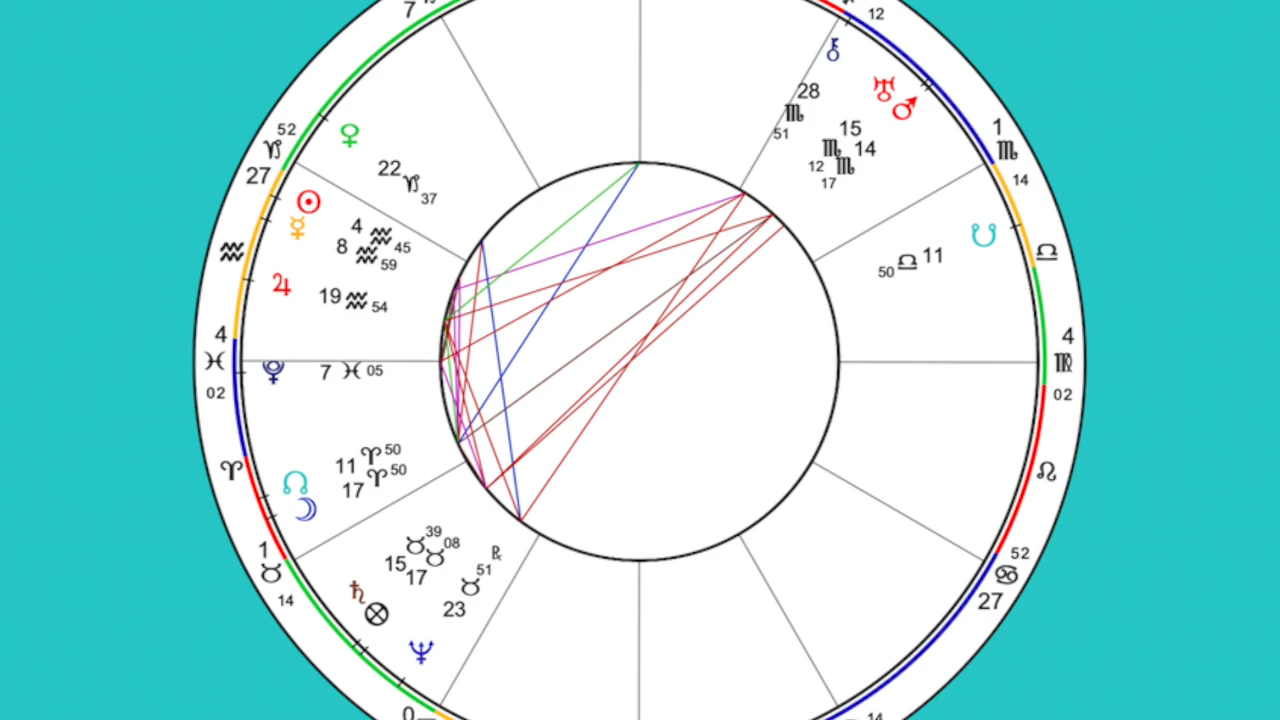 7
12
28 ♏ 51
15 ♏ 12
14 ♏ 17
52 ♑ 27
22 ♑ 37
1 ♏ 14
4 ♒ 45
8 ♒ 59
50 ♎ 11
♒
♎
19 ♒ 54
4 ♓ 02
7 ♓ 05
4 ♍ 02
♈
11 ♈ 50
17 ♈ 50
♌
1 ♉ 14
15 ♉ 39
17 ♉ 08
23 ♉ 51 ℞
52 ♋ 27
0
14